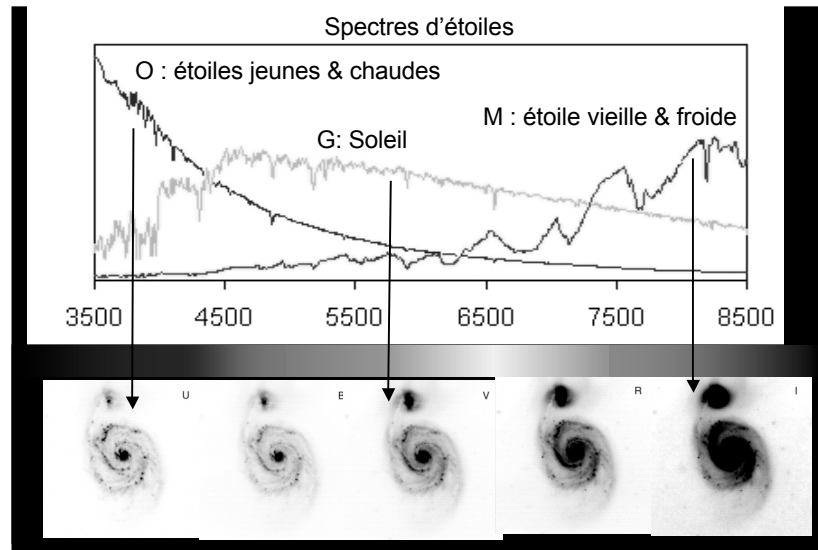 Spectres d'étoiles
O : étoiles jeunes & chaudes
M : étoile vieille & froide
G: Soleil
3500 4500 5500 6500 7500 8500
U B V R I